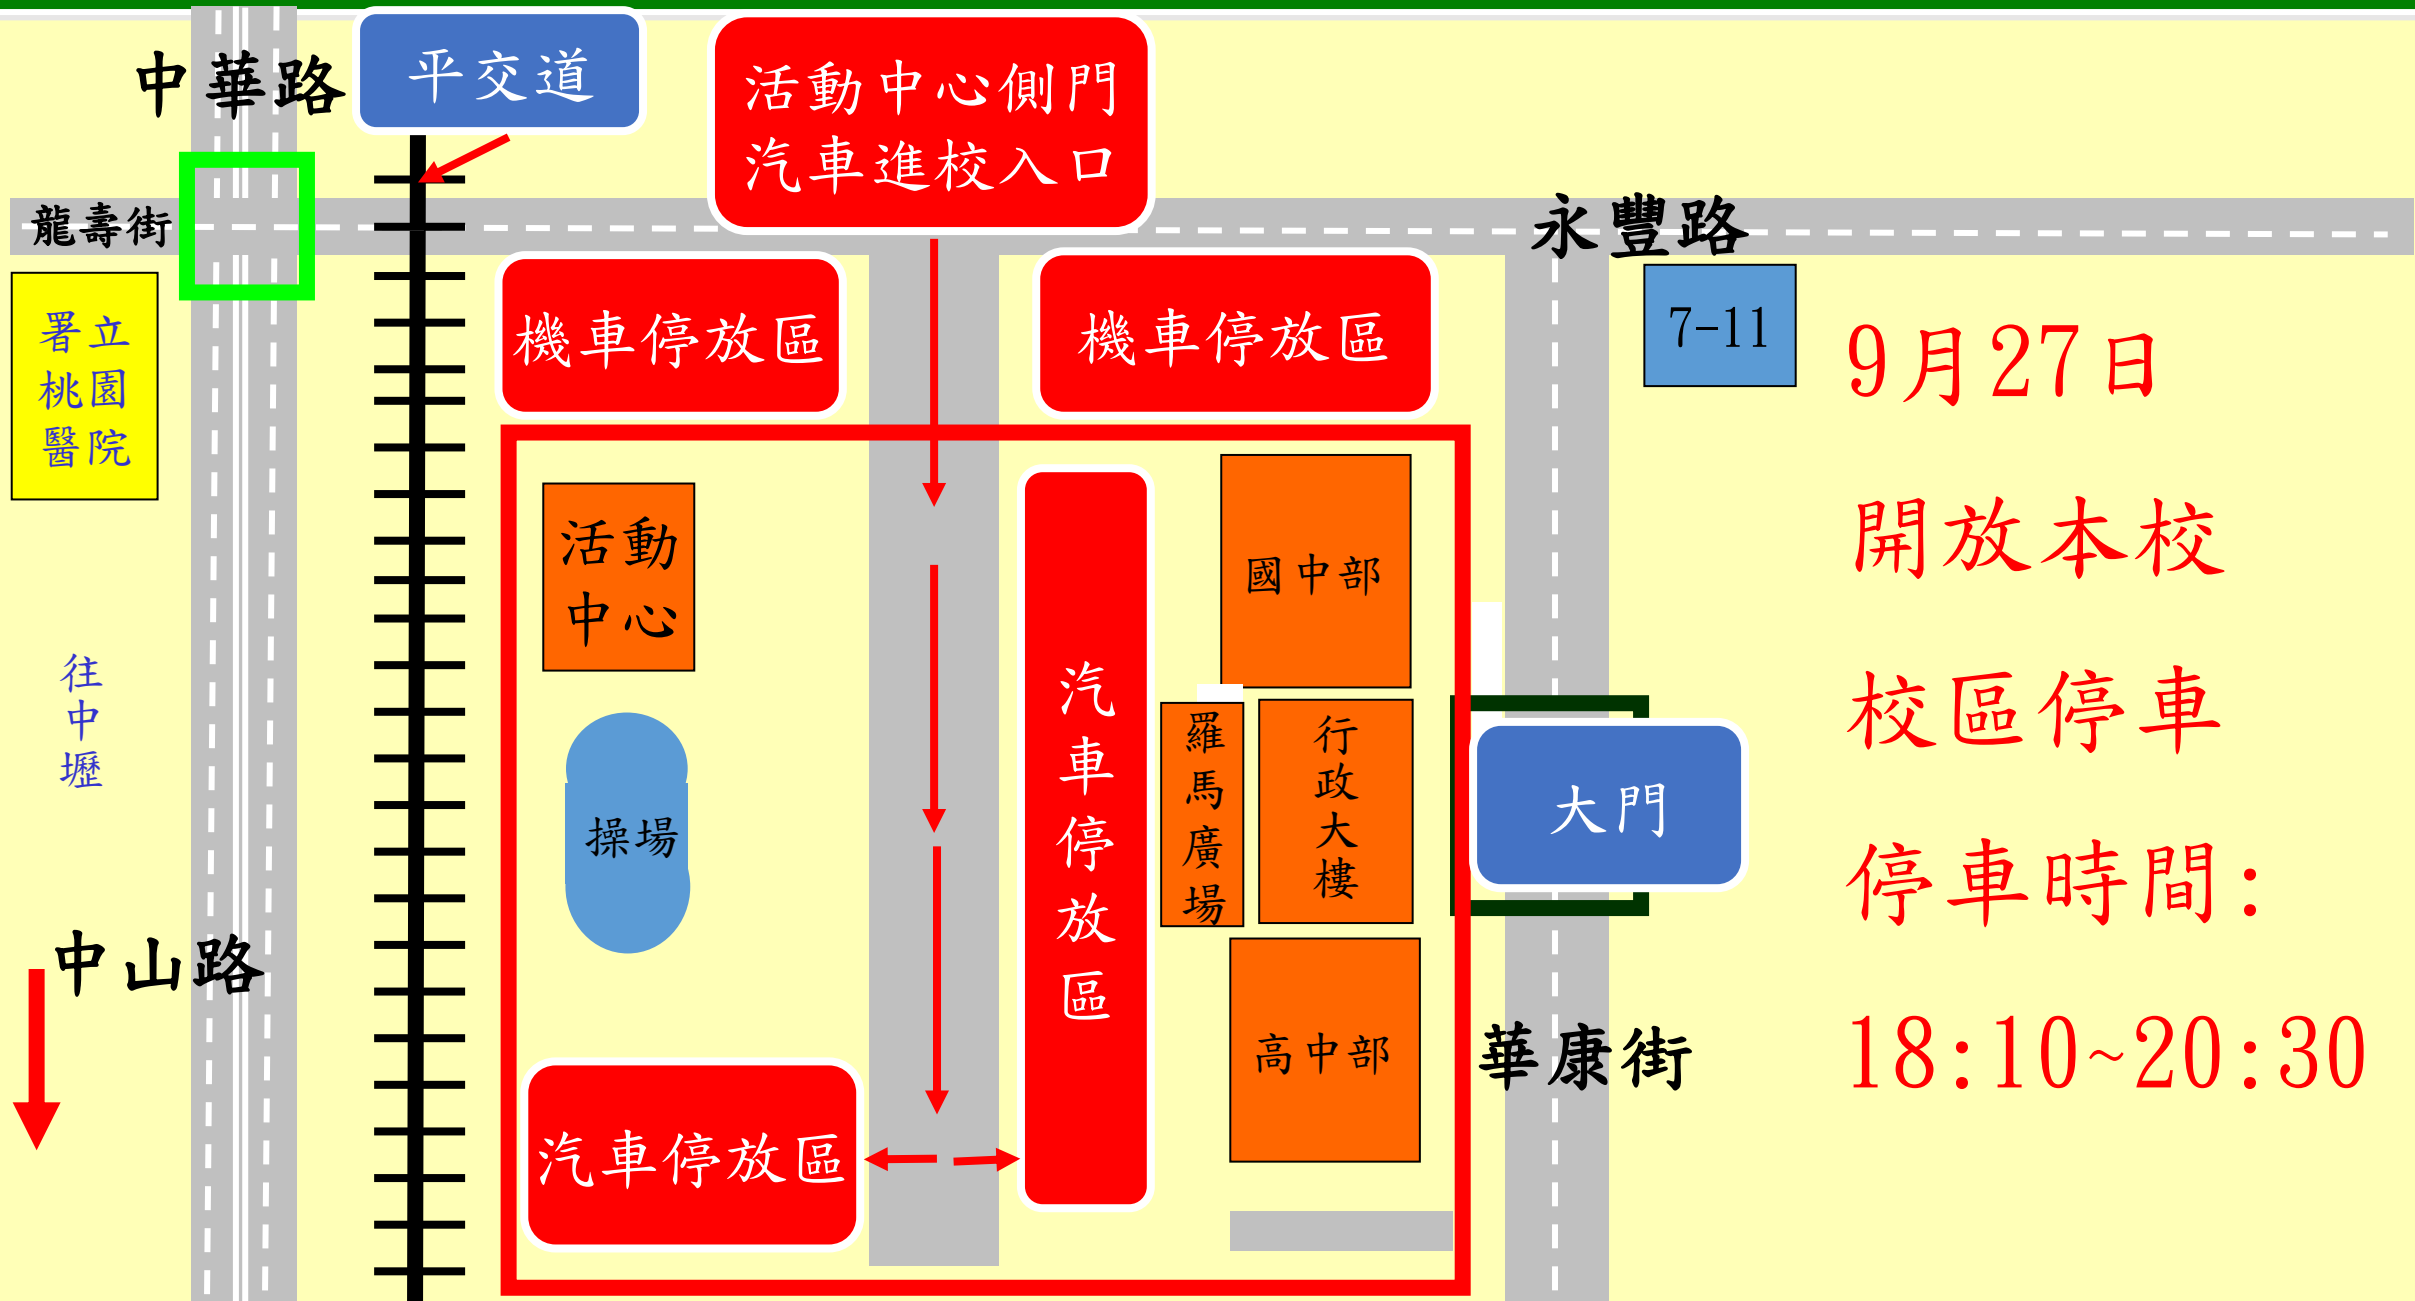 中華路
平交道
活動中心側門
汽車進校入口
龍壽街
永豐路
署立
桃園
醫院
機車停放區
機車停放區
7-11
9月27日
開放本校
校區停車
停車時間:
18:10~20:30
活動
中心
國中部
往中壢
汽車停放區
羅馬廣場
行政大樓
大門
操場
中山路
高中部
華康街
汽車停放區